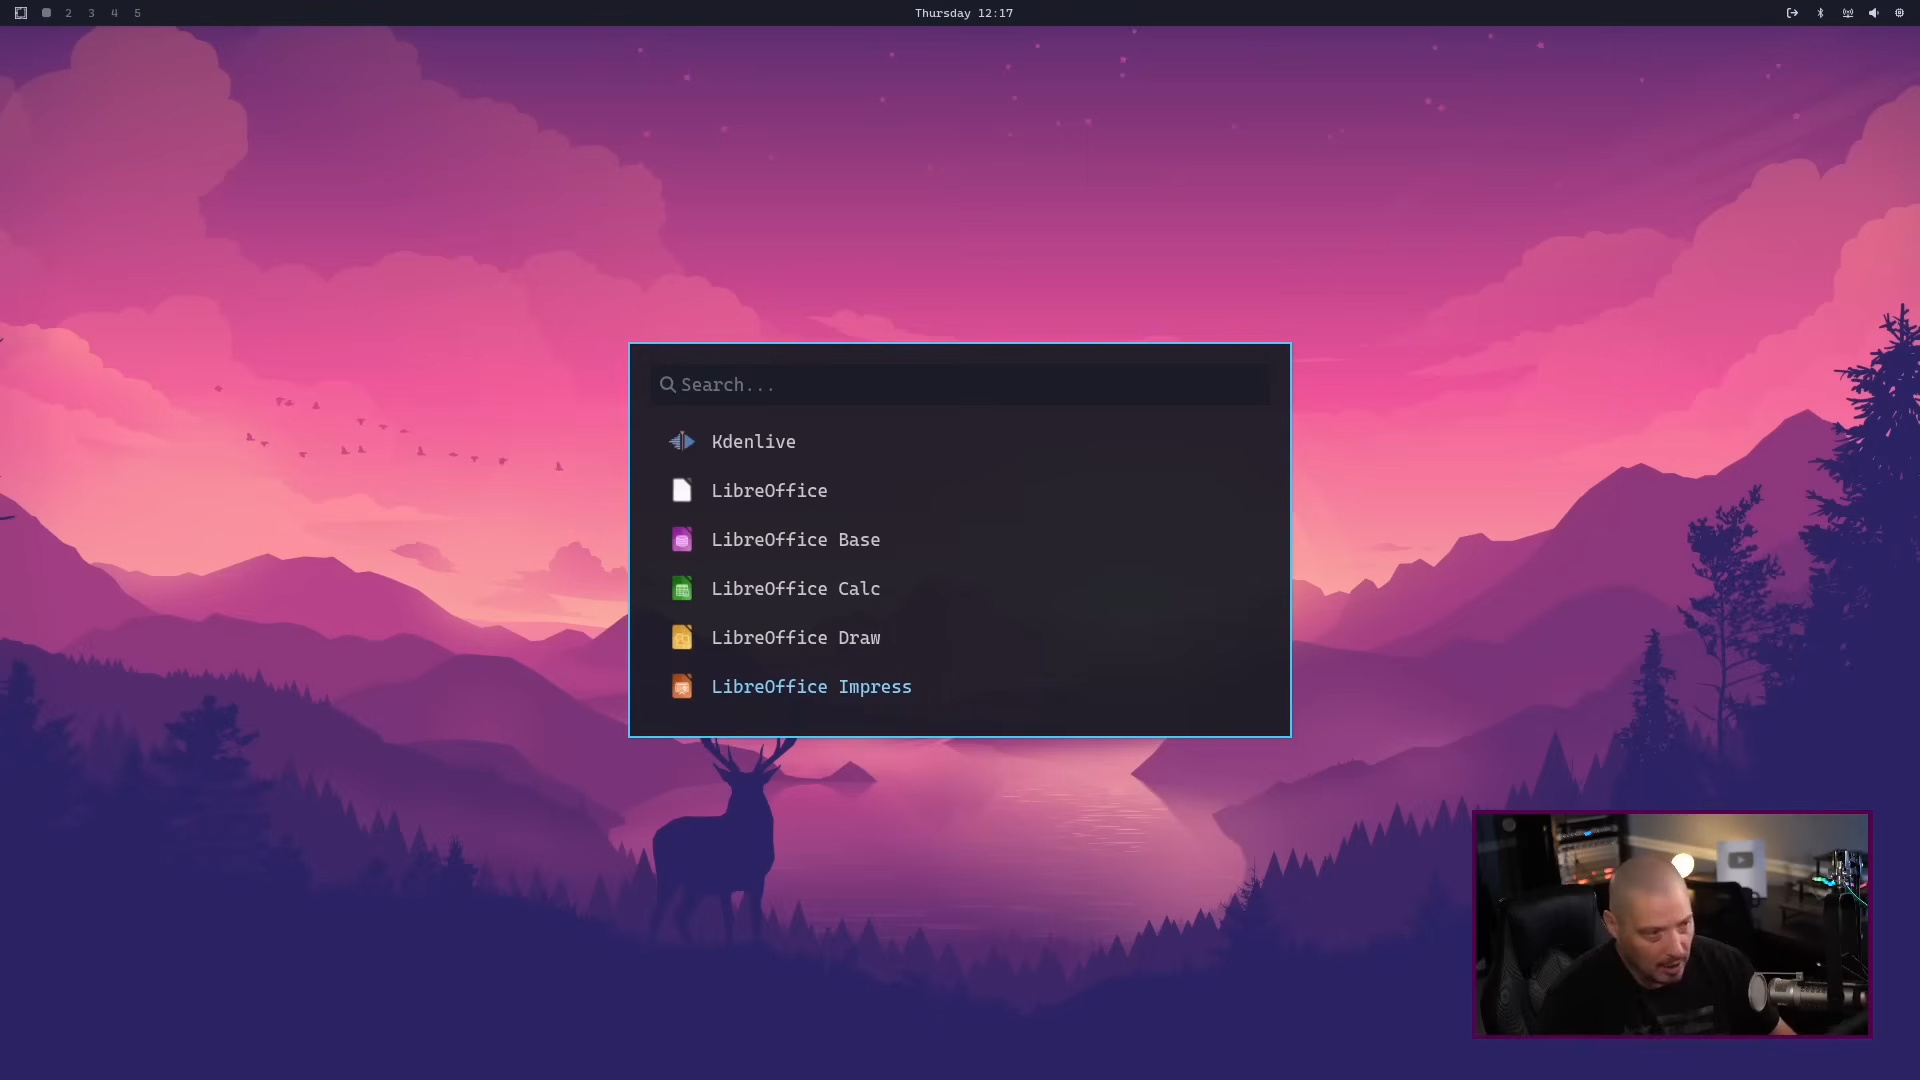 2 3 4 5
Thursday 12:17
Search...
Kdenlive
LibreOffice
LibreOffice Base
LibreOffice Calc
LibreOffice Draw
LibreOffice Impress